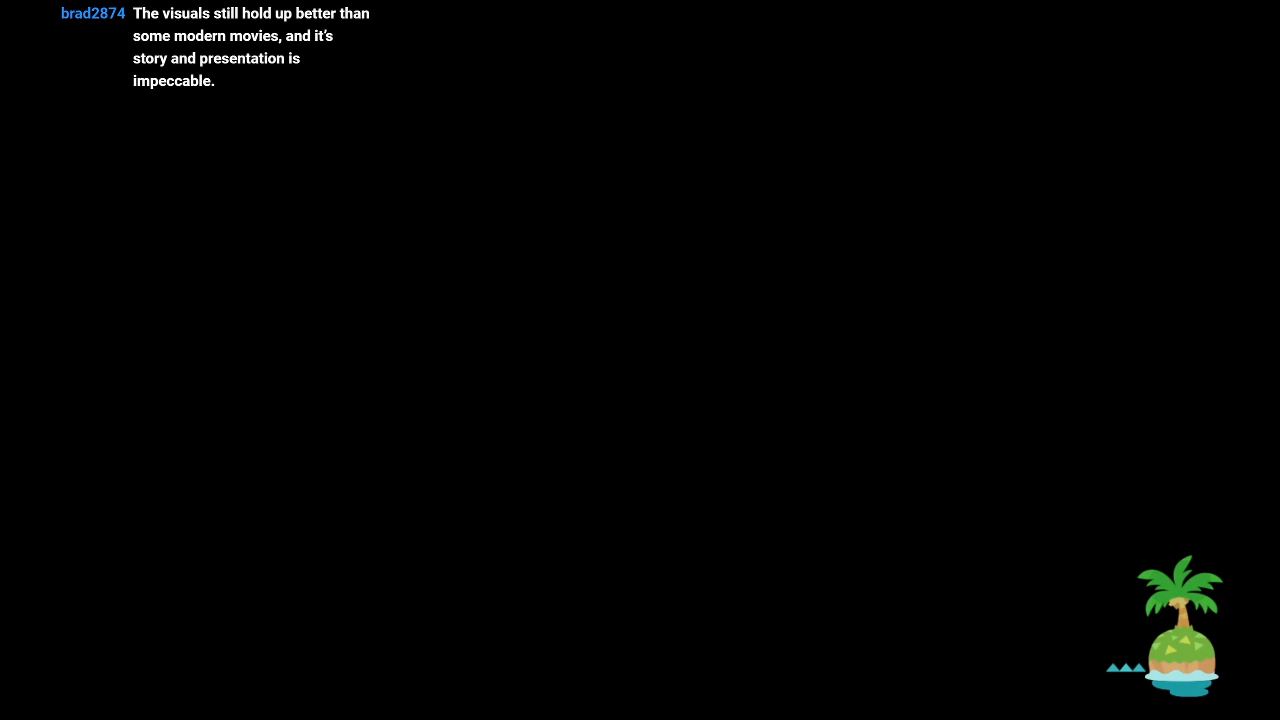 brad2874 The visuals still hold up better than
some modern movies, and it’s
story and presentation is
impeccable.